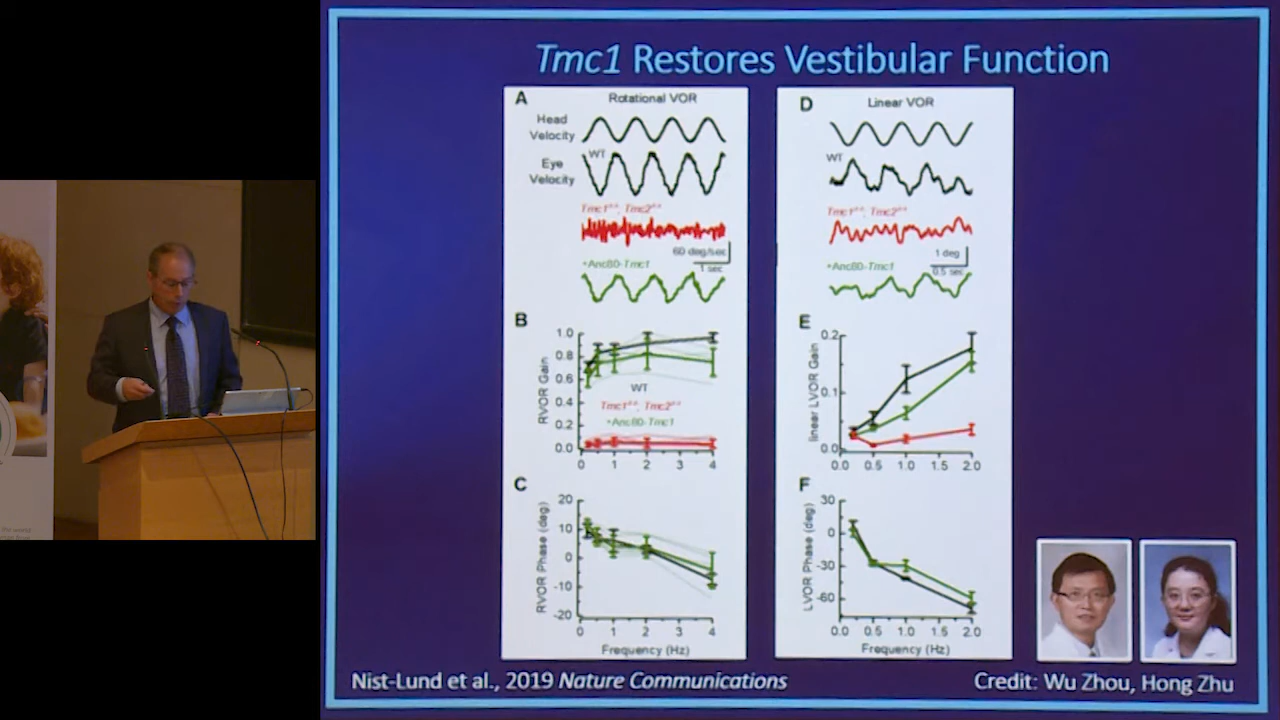 Tmc1 Restores Vestibular Function
A
Rotational VOR
Head
Velocity
WT
Eye
Velocity
Tmc1Δ/Δ; Tmc2Δ/Δ
60 deg/sec
1 sec
+Anc80-Tmc1
B
1.0
0.8
0.6
0.4
0.2
0.0
RVOR Gain
WT
Tmc1Δ/Δ; Tmc2Δ/Δ
+Anc80-Tmc1
0 1 2 3 4
C
20
10
0
-10
-20
RVOR Phase (deg)
0 1 2 3 4
Frequency (Hz)
D
Linear VOR
WT
Tmc1Δ/Δ; Tmc2Δ/Δ
1 deg
0.5 sec
+Anc80-Tmc1
E
0.2
0.1
0.0
linear LVOR Gain
0.0 0.5 1.0 1.5 2.0
F
30
0
-30
-60
LVOR Phase (deg)
0.0 0.5 1.0 1.5 2.0
Frequency (Hz)
Nist-Lund et al., 2019 Nature Communications
Credit: Wu Zhou, Hong Zhu